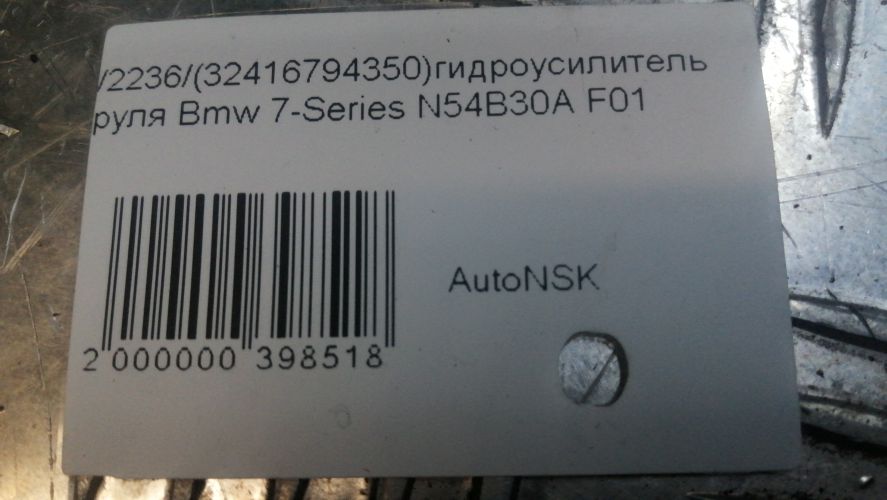 /2236/(32416794350)гидроусилитель
руля Bmw 7-Series N54B30A F01
AutoNSK
2 000000 398518